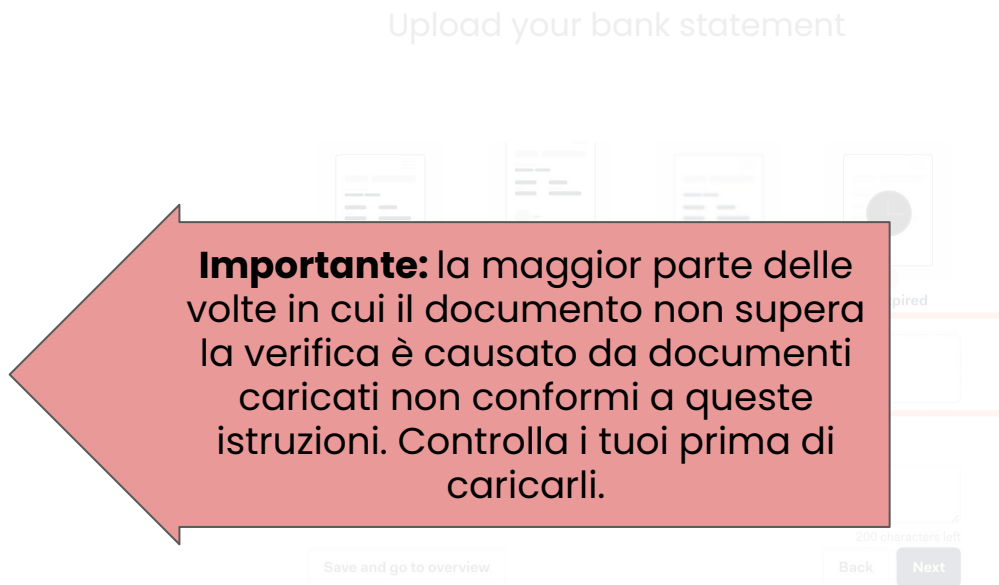 Upload your bank statement
Importante: la maggior parte delle
volte in cui il documento non supera
la verifica è causato da documenti
caricati non conformi a queste
istruzioni. Controlla i tuoi prima di
caricarli.
200 characters left
Save and go to overview
Back
Next